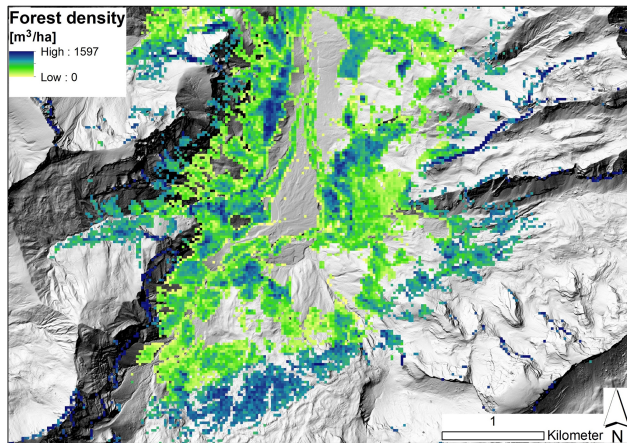 Forest density
[m³/ha]
High : 1597
Low : 0
1
Kilometer
N